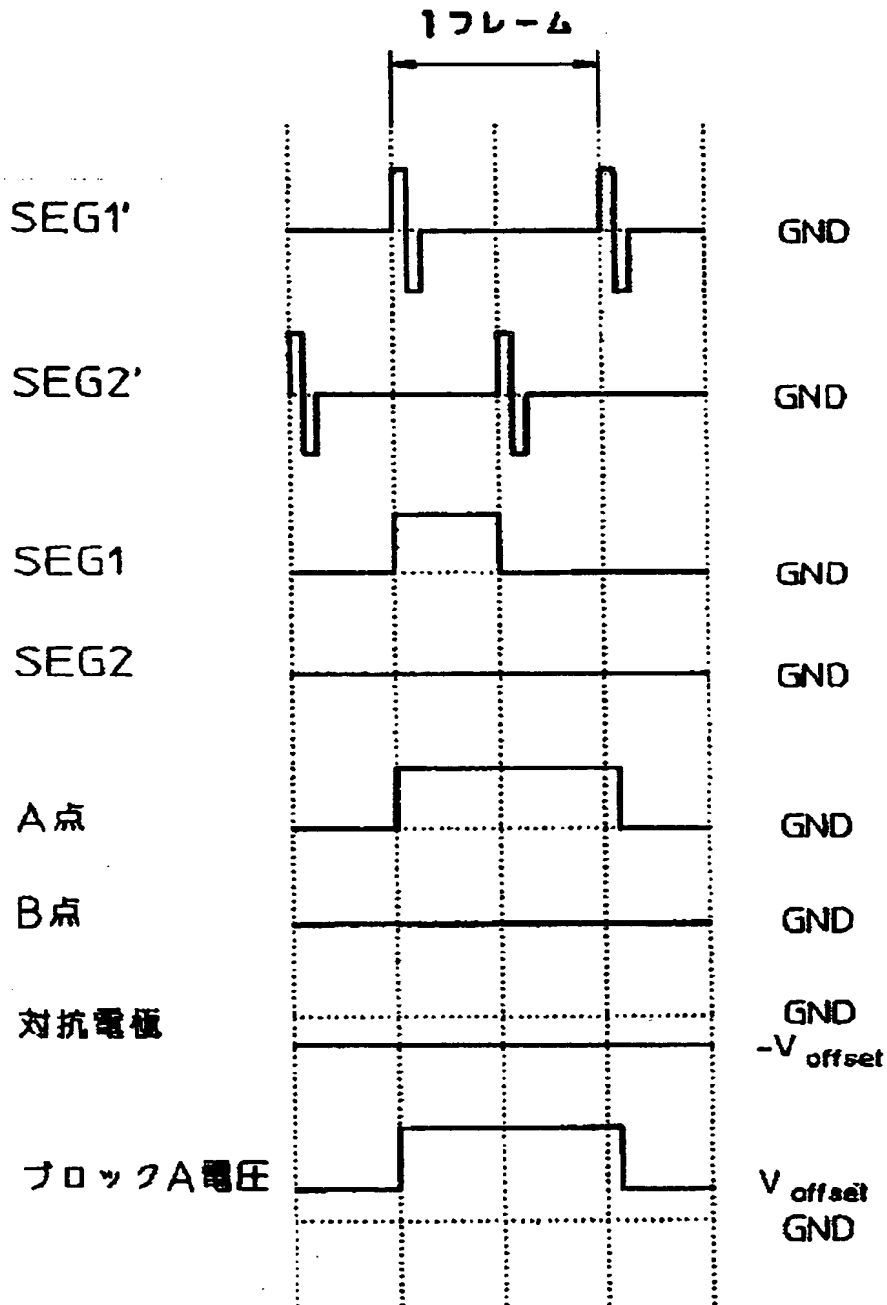 1フレーム
SEG1' GND
SEG2' GND
SEG1 GND
SEG2 GND
A点 GND
B点 GND
対抗電極 GND
-V offset
ブロックA電圧 V offset
GND